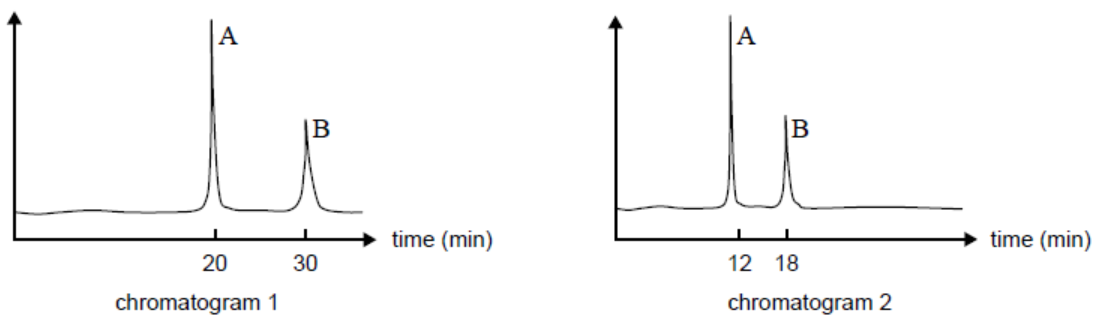 A
B
time (min)
20 30
chromatogram 1
A
B
time (min)
12 18
chromatogram 2